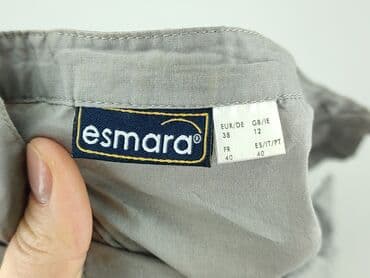 esmara®
EUR/DE GB/IE
38 12
FR ES/IT/PT
40 40